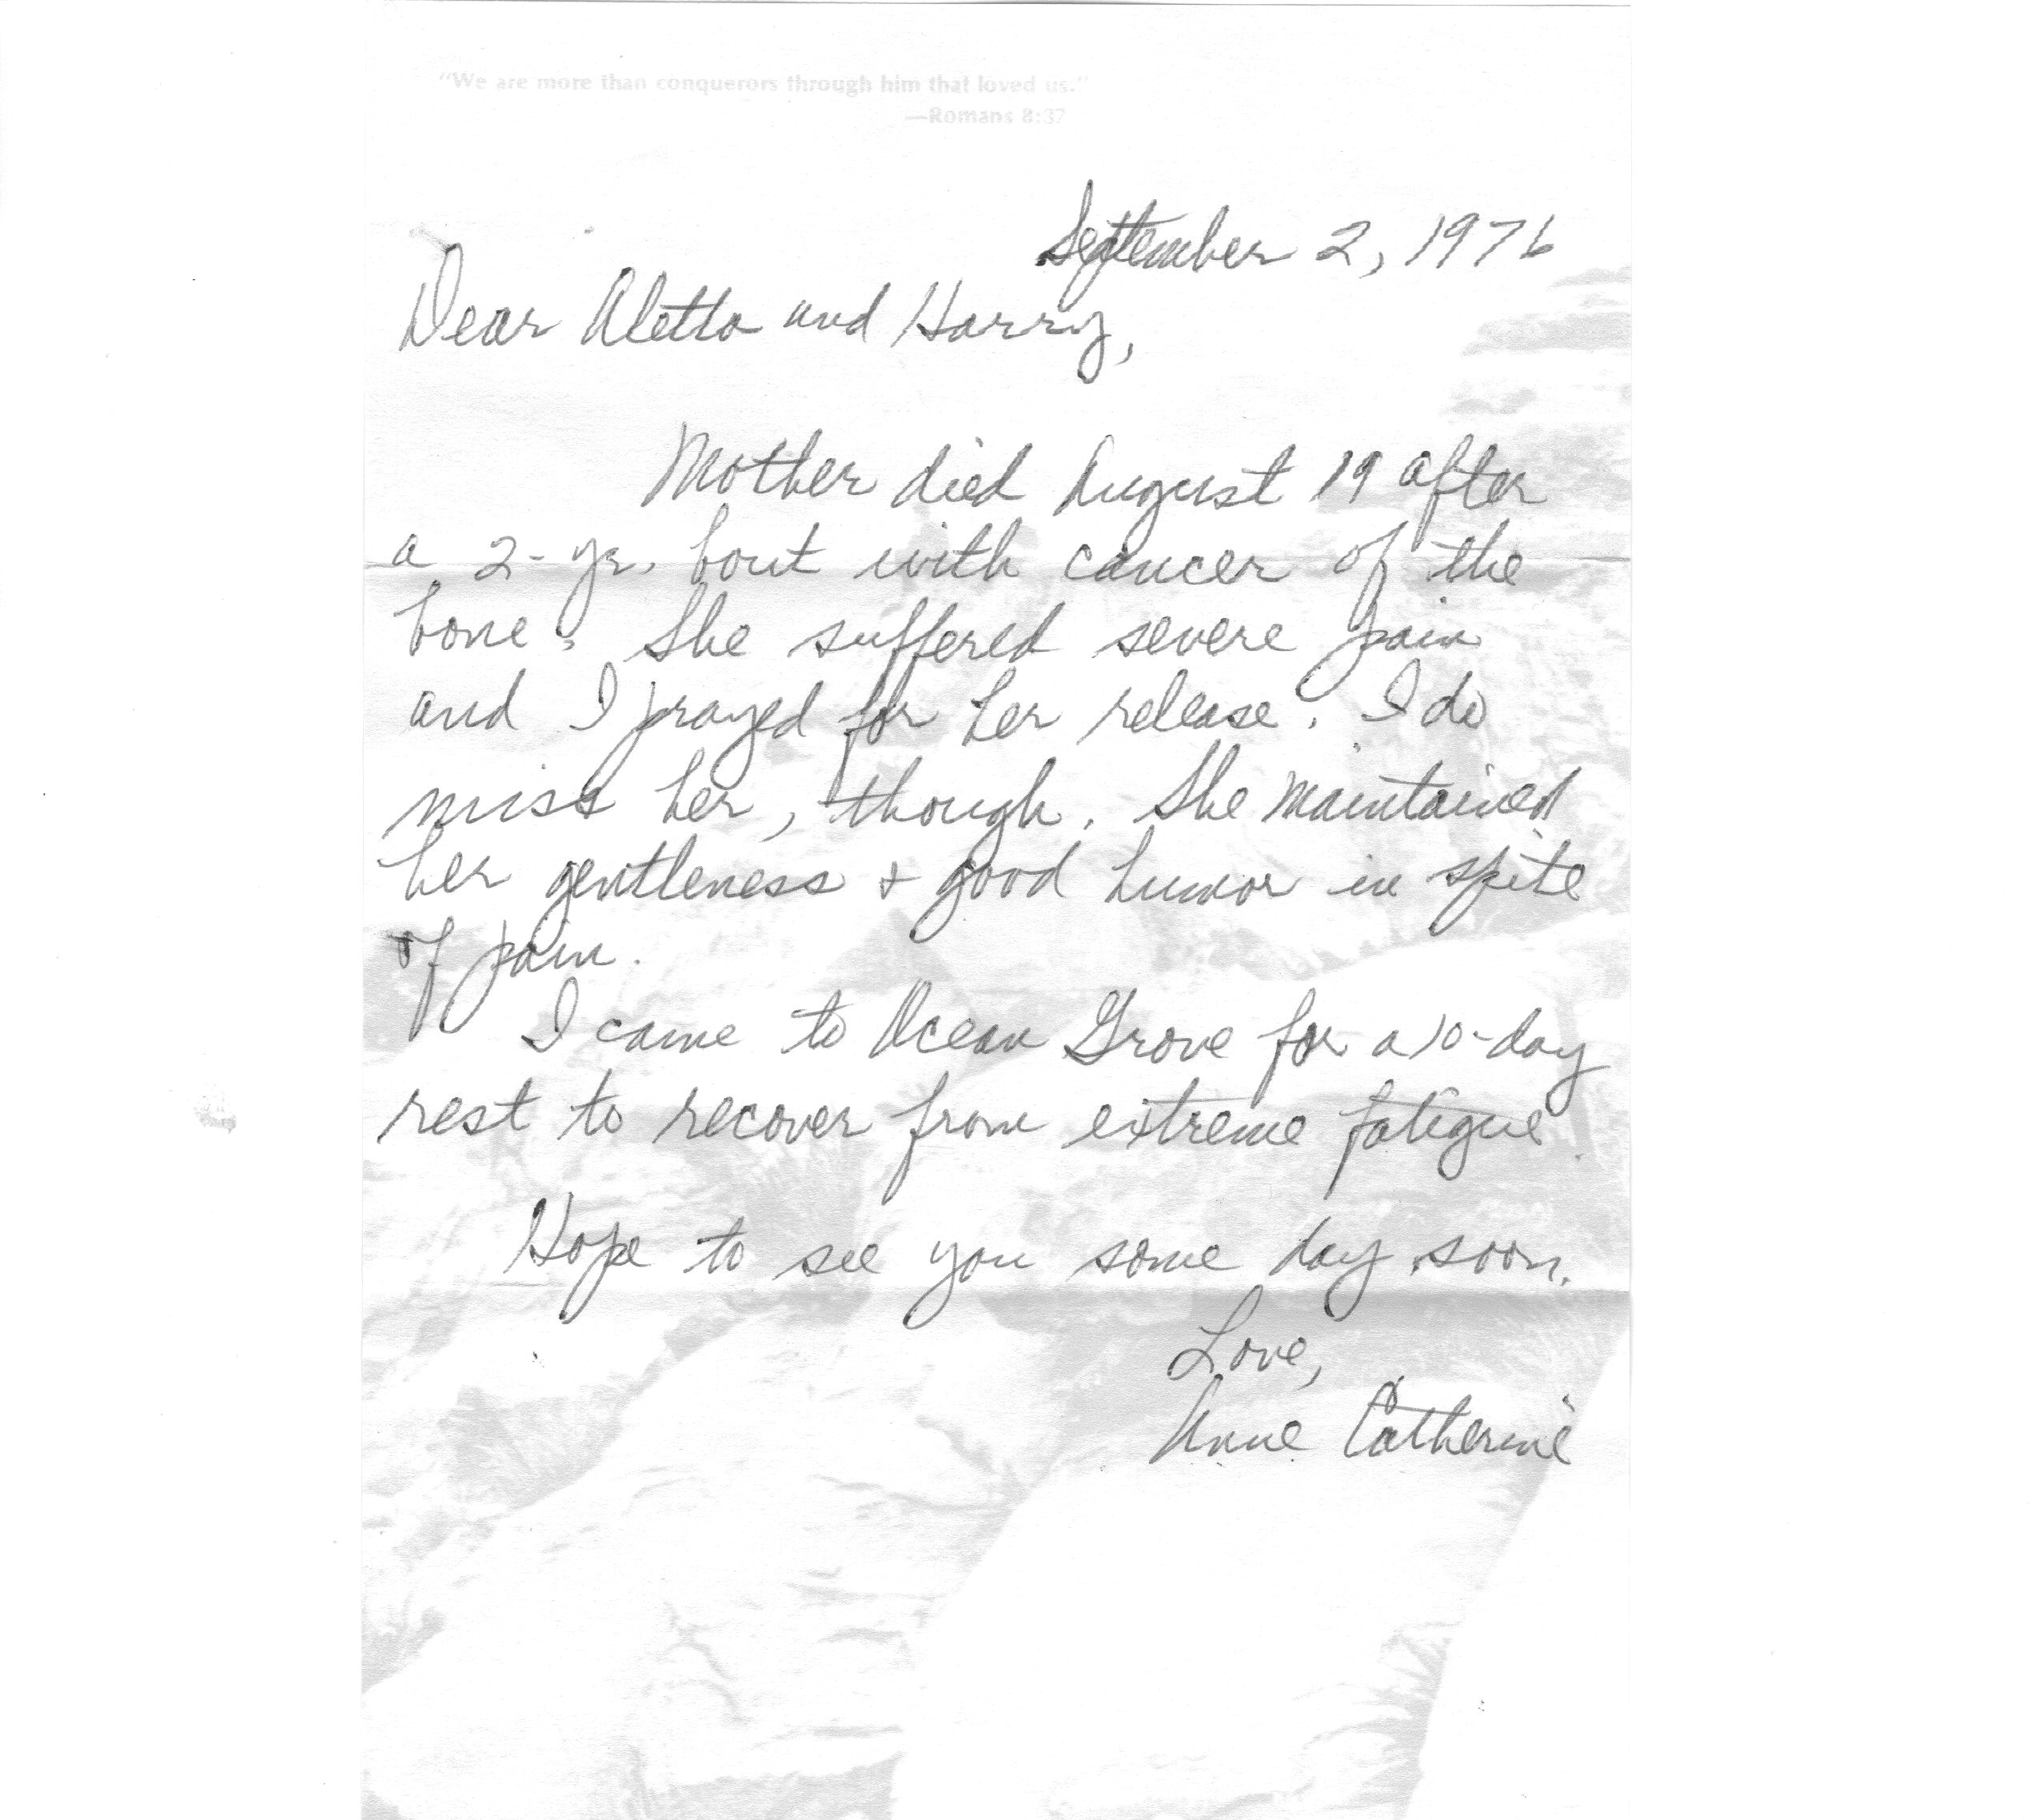 "We are more than conquerors through him that loved us."
—Romans 8:37
September 2, 1976
Dear Aletta and Harry,
Mother died August 19 after
a 2-yr. bout with cancer of the
bone. She suffered severe pain
and I prayed for her release. I do
miss her, though. She maintained
her gentleness + good humor in spite
of pain.
I came to Ocean Grove for a 10-day
rest to recover from extreme fatigue.
Hope to see you some day soon.
Love,
Anne Catherine